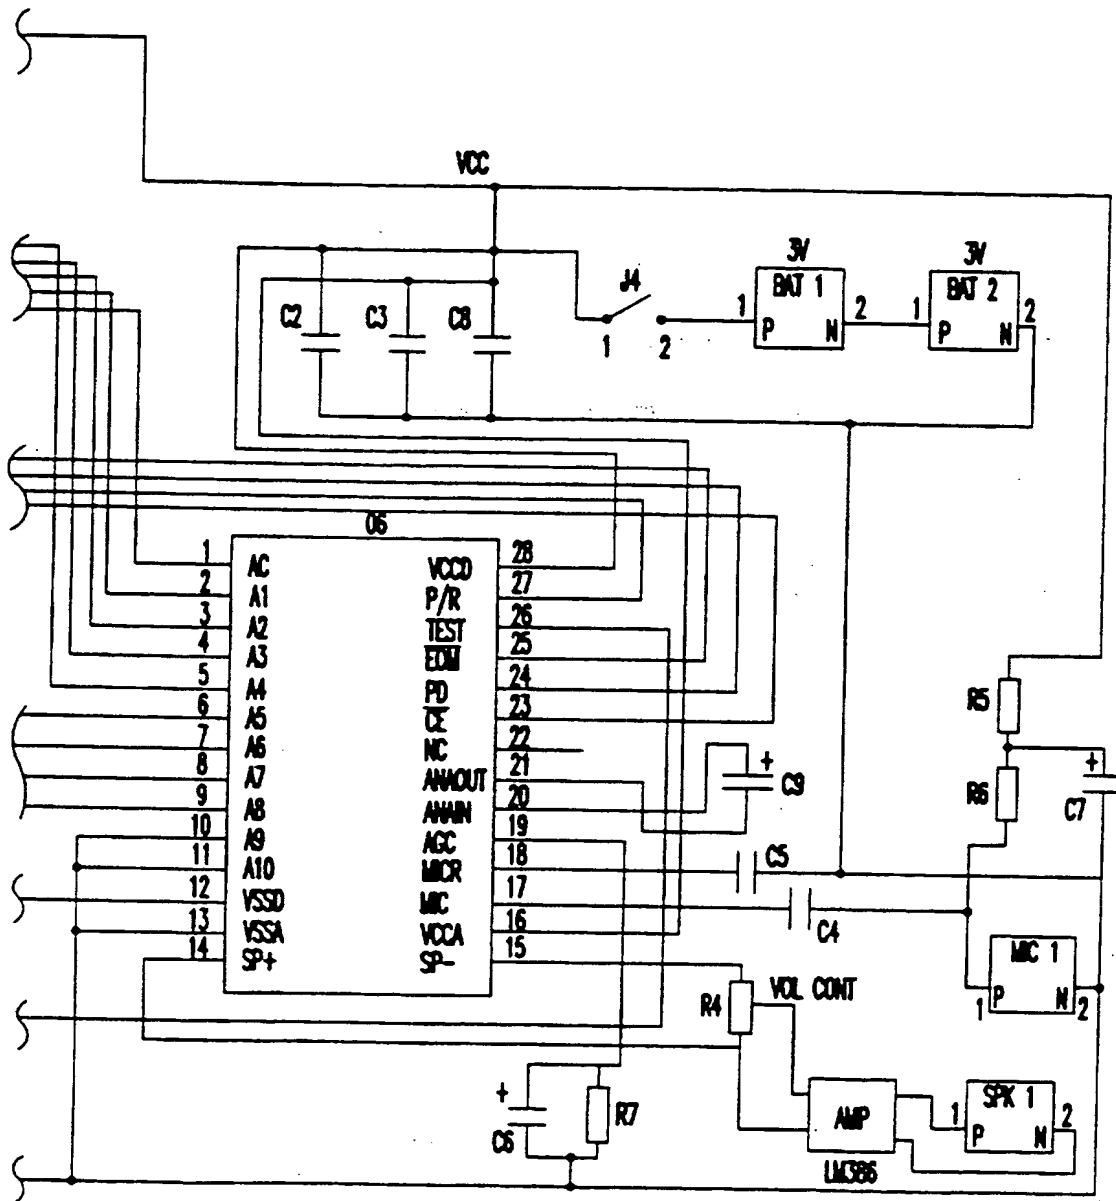 VCC
3V 3V
J4 BAT 1 BAT 2
1 P N 2 1 P N 2
1 2
C2 C3 C8
06
1 AC VCCD 28
2 A1 P/R 27
3 A2 TEST 26
4 A3 EOM 25
5 A4 PD 24
6 A5 CE 23
7 A6 NC 22
8 A7 ANAOUT 21
9 A8 ANAIN 20
10 A9 AGC 19
11 A10 MICR 18
12 VSSD MIC 17
13 VSSA VCCA 16
14 SP+ SP- 15
+ C9
C5
C4
R5
R6
+ C7
MIC 1
1 P N 2
R4 VOL CONT
+ C6 R7
AMP
LM386
SPK 1
1 P N 2